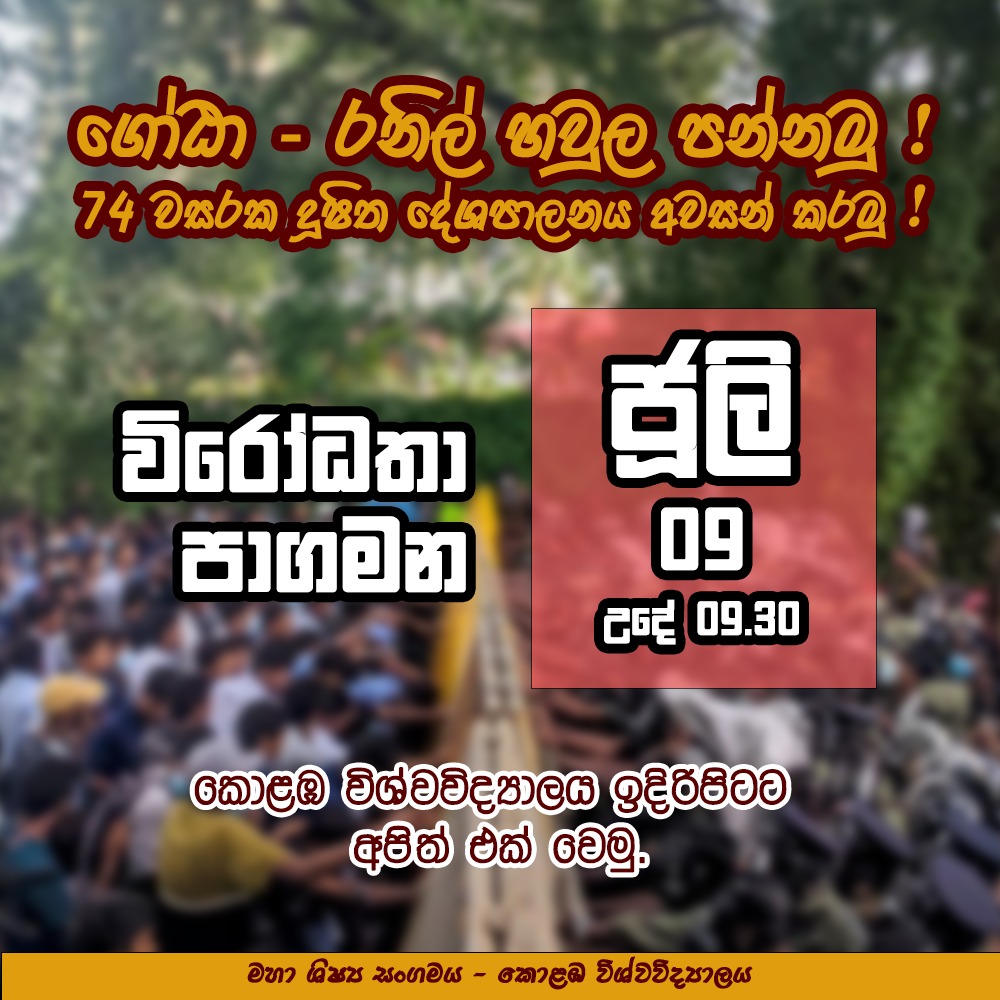 ගෝඨා - රනිල් හවුල පන්නමු !
74 වසරක දූෂිත දේශපාලනය අවසන් කරමු !
විරෝධතා
පාගමන
ජූලි
09
උදේ 09.30
කොළඹ විශ්වවිද්‍යාලය ඉදිරිපිටට
අපිත් එක් වෙමු.
මහා ශිෂ්‍ය සංගමය - කොළඹ විශ්වවිද්‍යාලය